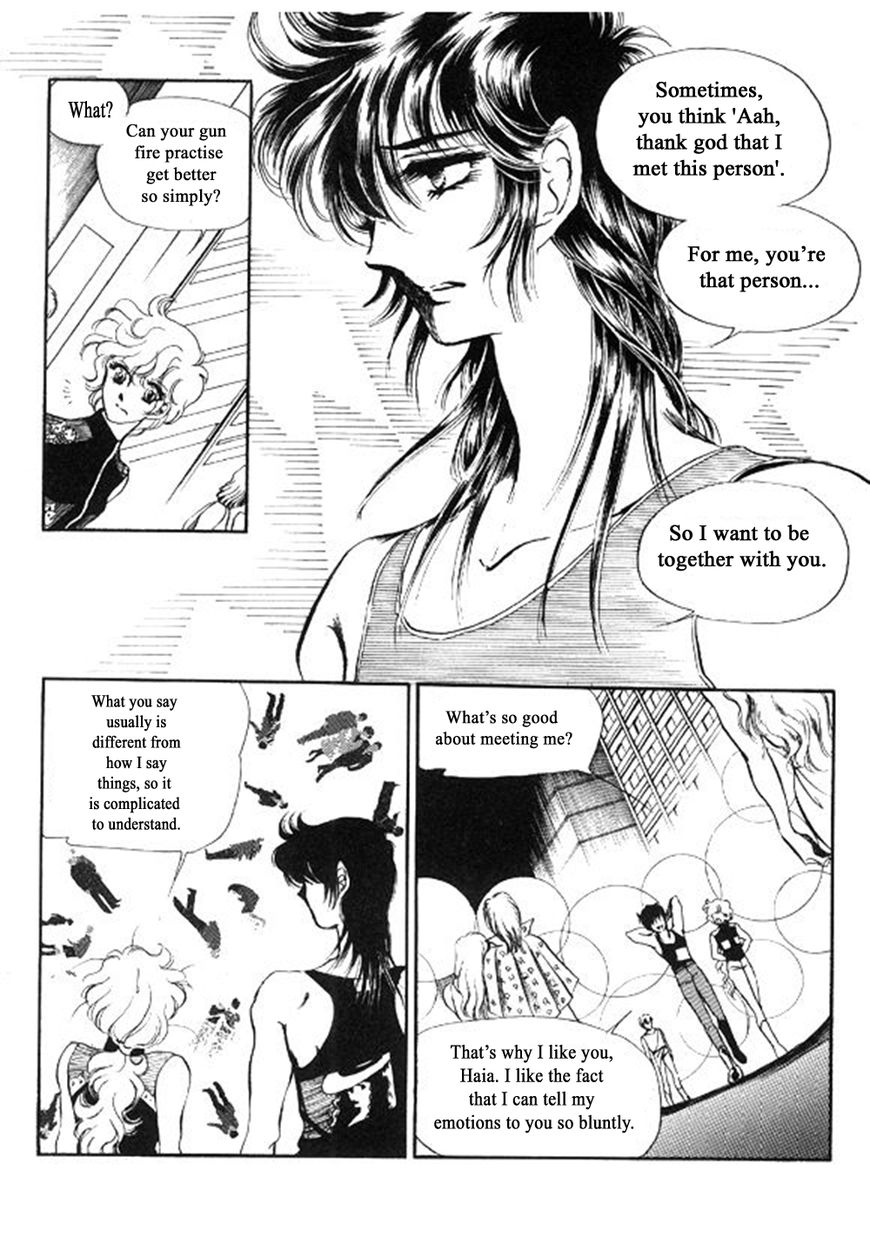 What?
Can your gun
fire practise
get better
so simply?
Sometimes,
you think 'Aah,
thank god that I
met this person'.
For me, you're
that person...
So I want to be
together with you.
What you say
usually is
different from
how I say
things, so it
is complicated
to understand.
What's so good
about meeting me?
That's why I like you,
Haia. I like the fact
that I can tell my
emotions to you so bluntly.